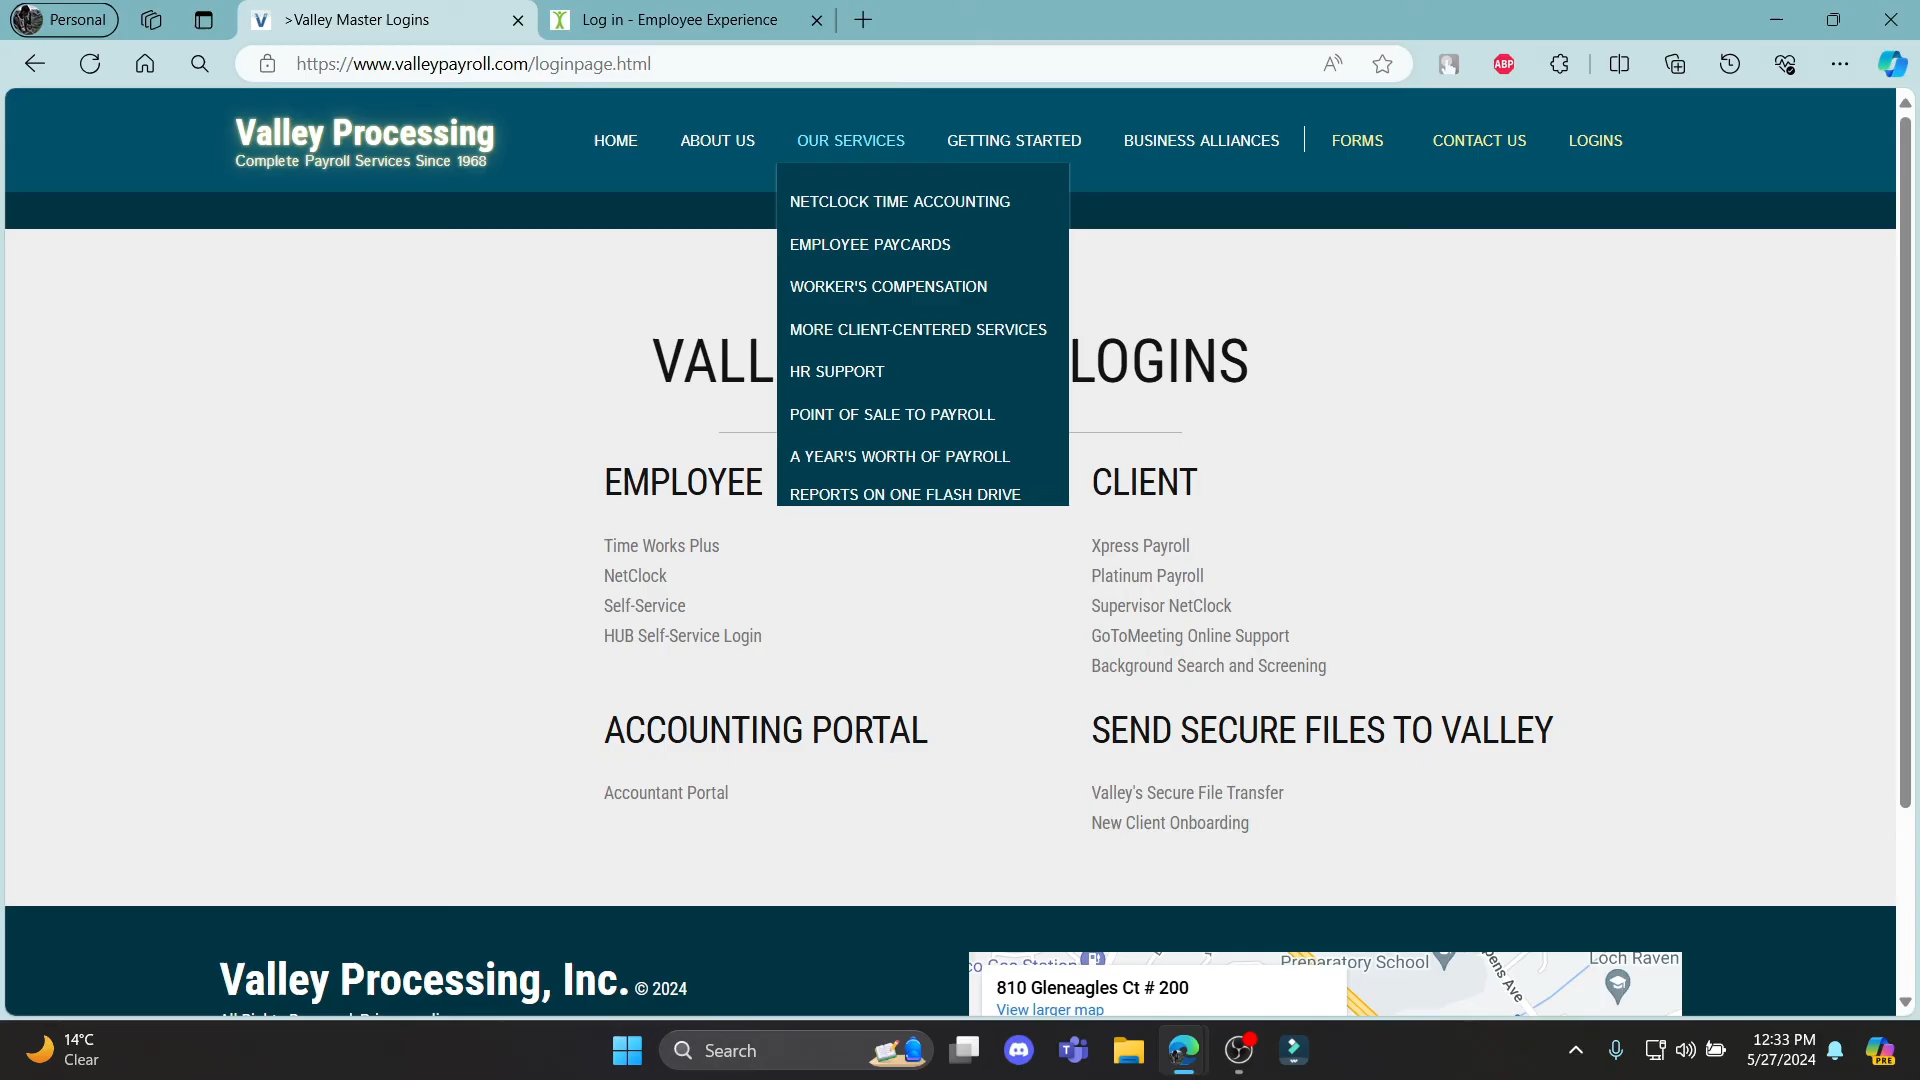 Personal
>Valley Master Logins
Log in - Employee Experience
https://www.valleypayroll.com/loginpage.html
ABP
Valley Processing
Complete Payroll Services Since 1968
HOME
ABOUT US
OUR SERVICES
GETTING STARTED
BUSINESS ALLIANCES
FORMS
CONTACT US
LOGINS
NETCLOCK TIME ACCOUNTING
EMPLOYEE PAYCARDS
WORKER'S COMPENSATION
MORE CLIENT-CENTERED SERVICES
HR SUPPORT
POINT OF SALE TO PAYROLL
A YEAR'S WORTH OF PAYROLL
REPORTS ON ONE FLASH DRIVE
VALL LOGINS
EMPLOYEE
Time Works Plus
NetClock
Self-Service
HUB Self-Service Login
CLIENT
Xpress Payroll
Platinum Payroll
Supervisor NetClock
GoToMeeting Online Support
Background Search and Screening
ACCOUNTING PORTAL
Accountant Portal
SEND SECURE FILES TO VALLEY
Valley's Secure File Transfer
New Client Onboarding
Valley Processing, Inc. © 2024
Preparatory School
Loch Raven
pens Ave
810 Gleneagles Ct # 200
View larger map
14°C
Clear
Search
12:33 PM
5/27/2024
PRE